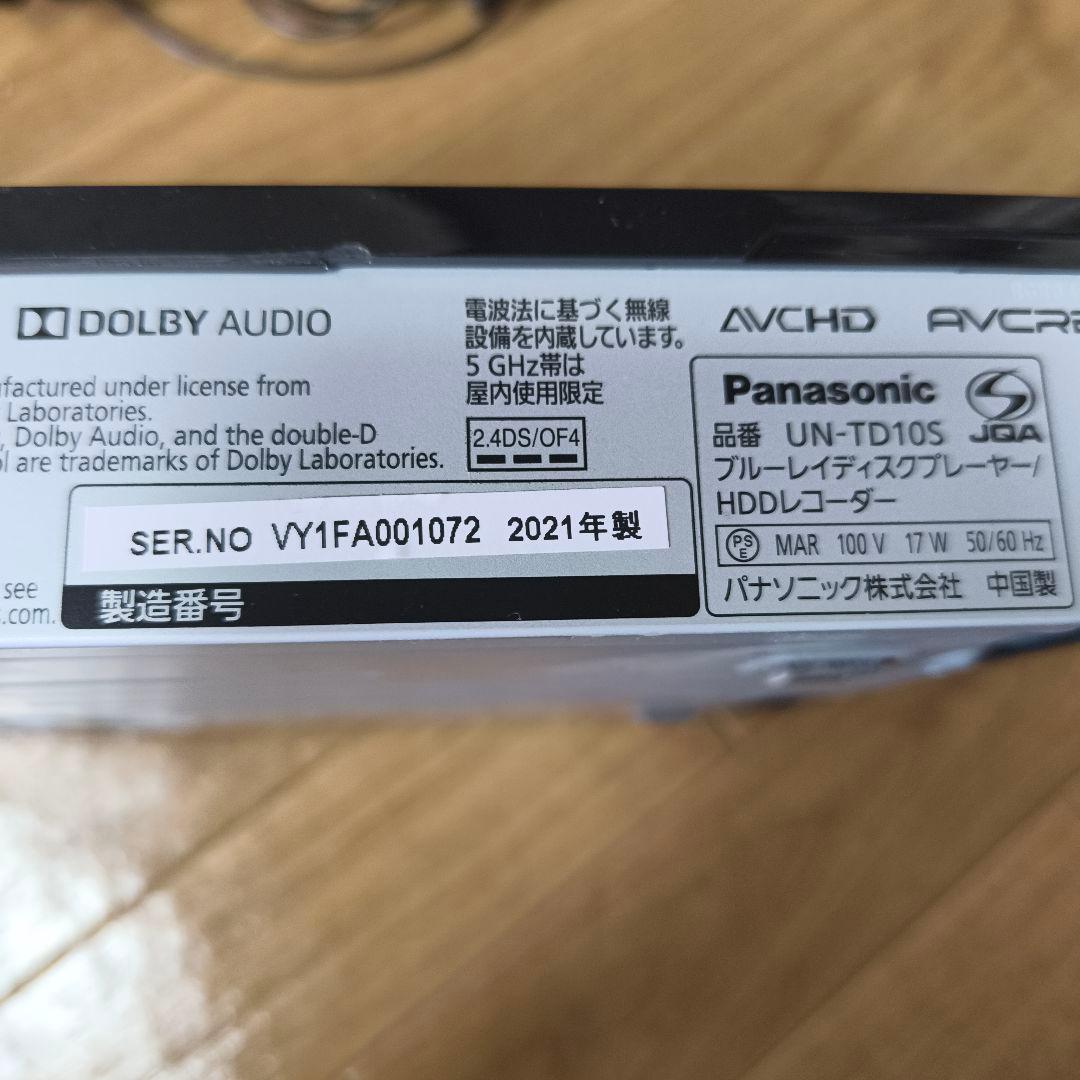 DOLBY AUDIO
factured under license from
Laboratories.
, Dolby Audio, and the double-D
l are trademarks of Dolby Laboratories.
電波法に基づく無線
設備を内蔵しています。
5 GHz帯は
屋内使用限定
2.4DS/OF4
AVCHD
AVCRE
Panasonic
JQA
品番 UN-TD10S
ブルーレイディスクプレーヤー/
HDDレコーダー
PS
E
MAR 100 V 17 W 50/60 Hz
パナソニック株式会社 中国製
SER.NO VY1FA001072 2021年製
製造番号
see
s.com.